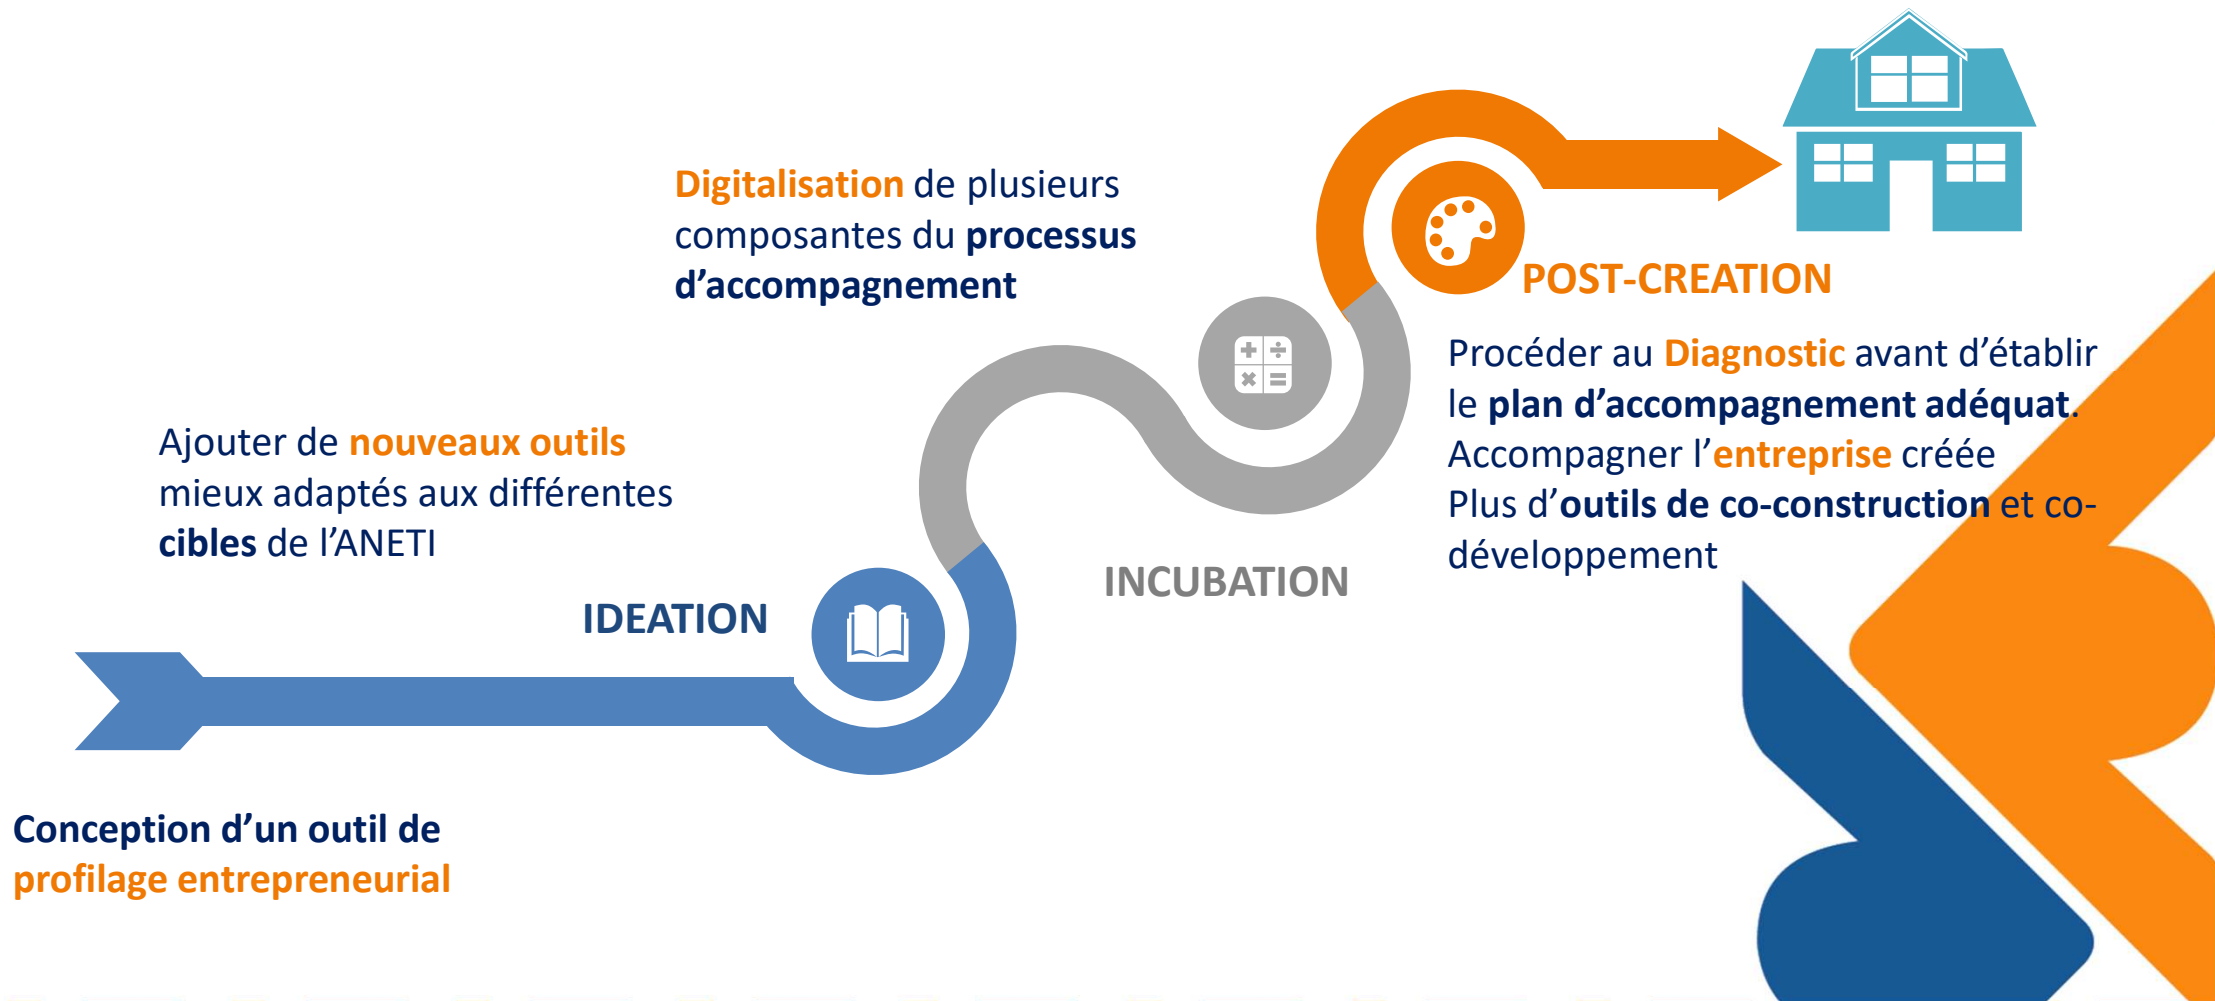 Digitalisation de plusieurs
composantes du processus
d’accompagnement
POST-CREATION
Procéder au Diagnostic avant d’établir
le plan d’accompagnement adéquat.
Accompagner l’entreprise créée
Plus d’outils de co-construction et co-
développement
Ajouter de nouveaux outils
mieux adaptés aux différentes
cibles de l’ANETI
INCUBATION
IDEATION
Conception d’un outil de
profilage entrepreneurial